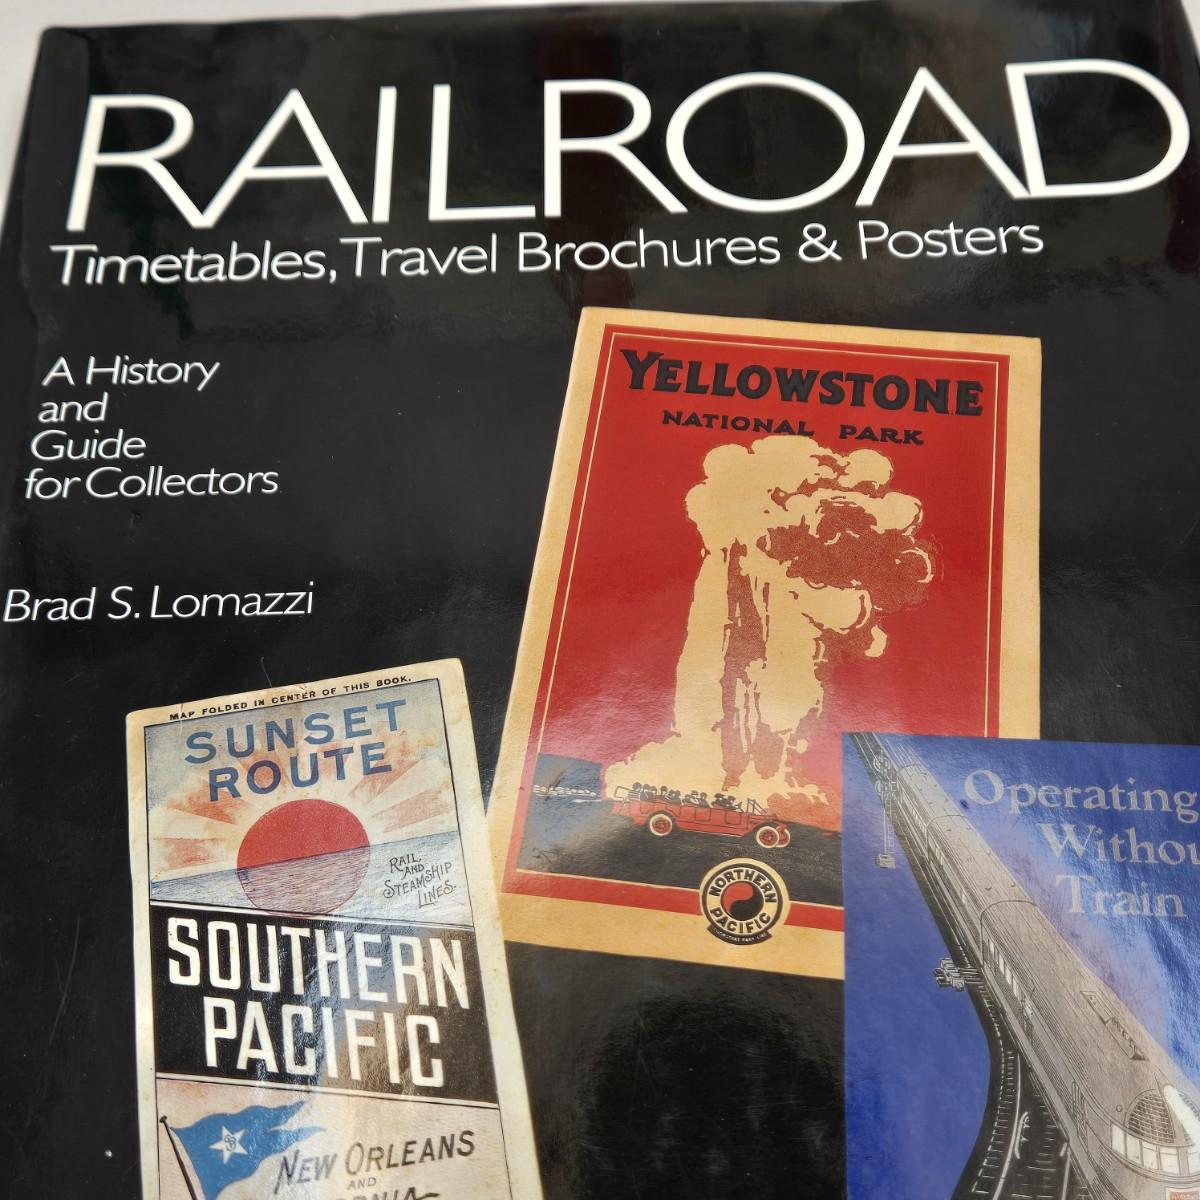 RAILROAD
Timetables, Travel Brochures & Posters
A History
and
Guide
for Collectors
Brad S. Lomazzi
YELLOWSTONE
NATIONAL PARK
NORTHERN
PACIFIC
MAP FOLDED IN CENTER OF THIS BOOK.
SUNSET
ROUTE
RAIL
AND
STEAMSHIP
LINES.
SOUTHERN
PACIFIC
NEW ORLEANS
AND
Operating
Withou
Train